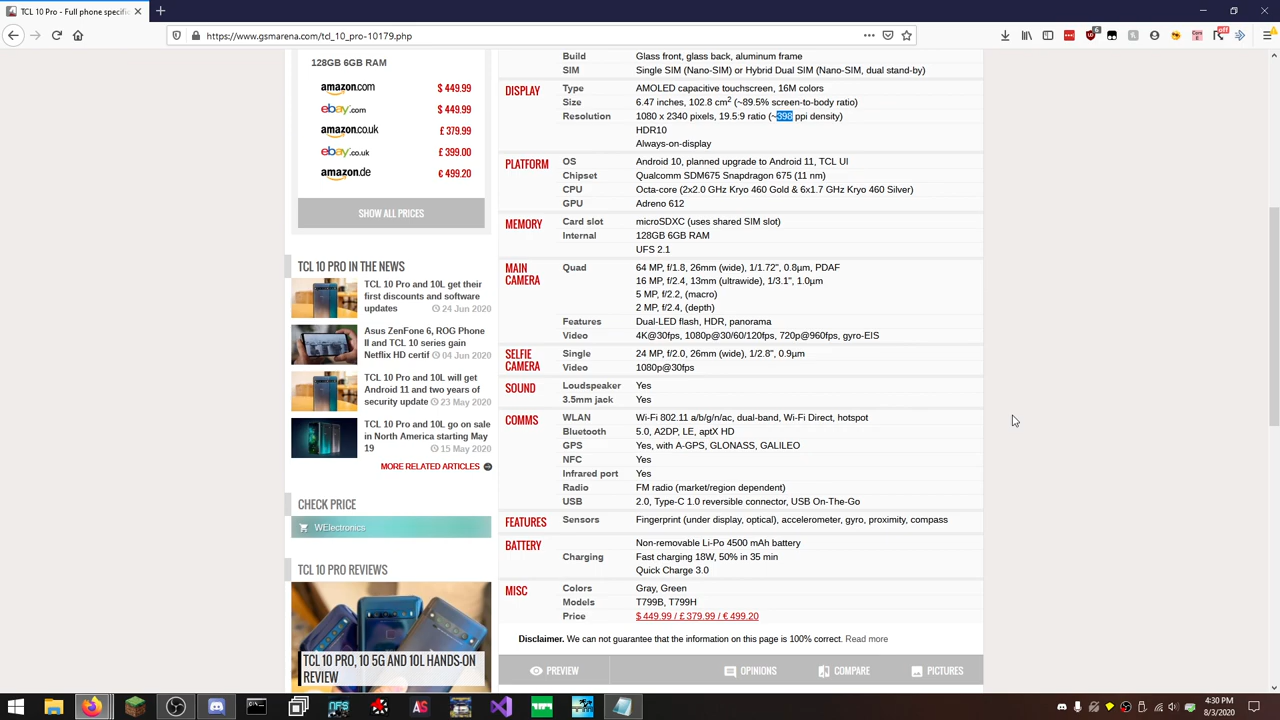 TCL 10 Pro - Full phone specific
https://www.gsmarena.com/tcl_10_pro-10179.php
128GB 6GB RAM
amazon.com $ 449.99
ebay.com $ 449.99
amazon.co.uk £ 379.99
ebay.co.uk £ 399.00
amazon.de € 499.20
SHOW ALL PRICES
TCL 10 PRO IN THE NEWS
TCL 10 Pro and 10L get their
first discounts and software
updates 24 Jun 2020
Asus ZenFone 6, ROG Phone
II and TCL 10 series gain
Netflix HD certif 04 Jun 2020
TCL 10 Pro and 10L will get
Android 11 and two years of
security update 23 May 2020
TCL 10 Pro and 10L go on sale
in North America starting May
19 15 May 2020
MORE RELATED ARTICLES
CHECK PRICE
WElectronics
TCL 10 PRO REVIEWS
TCL 10 PRO, 10 5G AND 10L HANDS-ON
REVIEW
Build Glass front, glass back, aluminum frame
SIM Single SIM (Nano-SIM) or Hybrid Dual SIM (Nano-SIM, dual stand-by)
DISPLAY Type AMOLED capacitive touchscreen, 16M colors
Size 6.47 inches, 102.8 cm2 (~89.5% screen-to-body ratio)
Resolution 1080 x 2340 pixels, 19.5:9 ratio (~398 ppi density)
HDR10
Always-on-display
PLATFORM OS Android 10, planned upgrade to Android 11, TCL UI
Chipset Qualcomm SDM675 Snapdragon 675 (11 nm)
CPU Octa-core (2x2.0 GHz Kryo 460 Gold & 6x1.7 GHz Kryo 460 Silver)
GPU Adreno 612
MEMORY Card slot microSDXC (uses shared SIM slot)
Internal 128GB 6GB RAM
UFS 2.1
MAIN CAMERA Quad 64 MP, f/1.8, 26mm (wide), 1/1.72", 0.8µm, PDAF
16 MP, f/2.4, 13mm (ultrawide), 1/3.1", 1.0µm
5 MP, f/2.2, (macro)
2 MP, f/2.4, (depth)
Features Dual-LED flash, HDR, panorama
Video 4K@30fps, 1080p@30/60/120fps, 720p@960fps, gyro-EIS
SELFIE CAMERA Single 24 MP, f/2.0, 26mm (wide), 1/2.8", 0.9µm
Video 1080p@30fps
SOUND Loudspeaker Yes
3.5mm jack Yes
COMMS WLAN Wi-Fi 802.11 a/b/g/n/ac, dual-band, Wi-Fi Direct, hotspot
Bluetooth 5.0, A2DP, LE, aptX HD
GPS Yes, with A-GPS, GLONASS, GALILEO
NFC Yes
Infrared port Yes
Radio FM radio (market/region dependent)
USB 2.0, Type-C 1.0 reversible connector, USB On-The-Go
FEATURES Sensors Fingerprint (under display, optical), accelerometer, gyro, proximity, compass
BATTERY Non-removable Li-Po 4500 mAh battery
Charging Fast charging 18W, 50% in 35 min
Quick Charge 3.0
MISC Colors Gray, Green
Models T799B, T799H
Price $ 449.99 / £ 379.99 / € 499.20
Disclaimer. We can not guarantee that the information on this page is 100% correct. Read more
PREVIEW OPINIONS COMPARE PICTURES
4:30 PM
8/3/2020